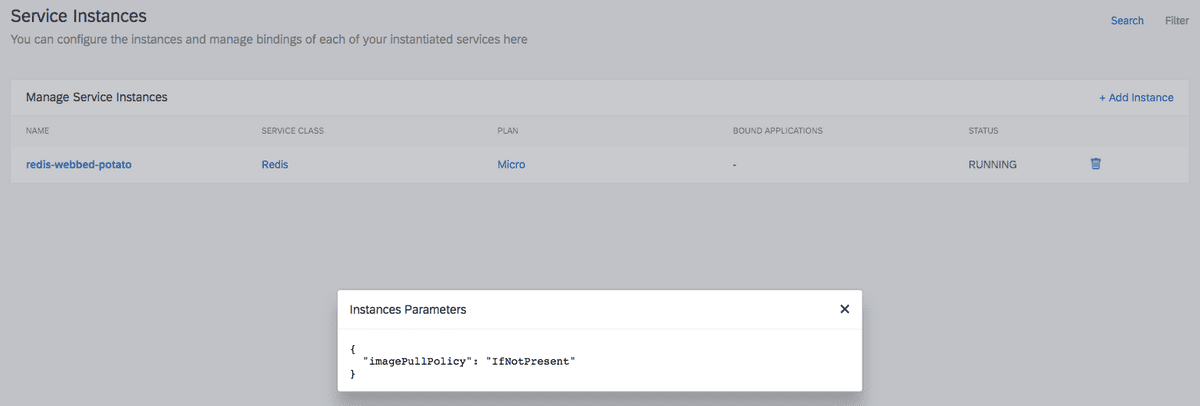 Service Instances
Search Filter
You can configure the instances and manage bindings of each of your instantiated services here
Manage Service Instances + Add Instance
NAME SERVICE CLASS PLAN BOUND APPLICATIONS STATUS
redis-webbed-potato Redis Micro - RUNNING
Instances Parameters
{
"imagePullPolicy": "IfNotPresent"
}